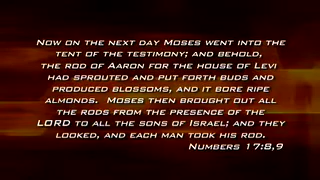 Now on the next day Moses went into the
tent of the testimony; and behold,
the rod of Aaron for the house of Levi
had sprouted and put forth buds and
produced blossoms, and it bore ripe
almonds. Moses then brought out all
the rods from the presence of the
LORD to all the sons of Israel; and they
looked, and each man took his rod.
Numbers 17:8,9